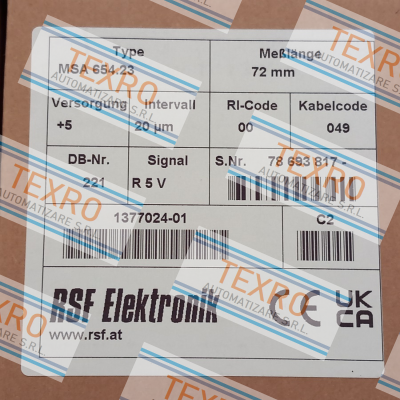 Type Meßlänge
MSA 654.23 72 mm
Versorgung Intervall RI-Code Kabelcode
+5 20 µm 00 049
DB-Nr. Signal S.Nr. 78 693 817 -
221 R 5 V
1377024-01 C2
RSF Elektronik
www.rsf.at
CE UK CA
TEXRO
AUTOMATIZARE S.R.L.